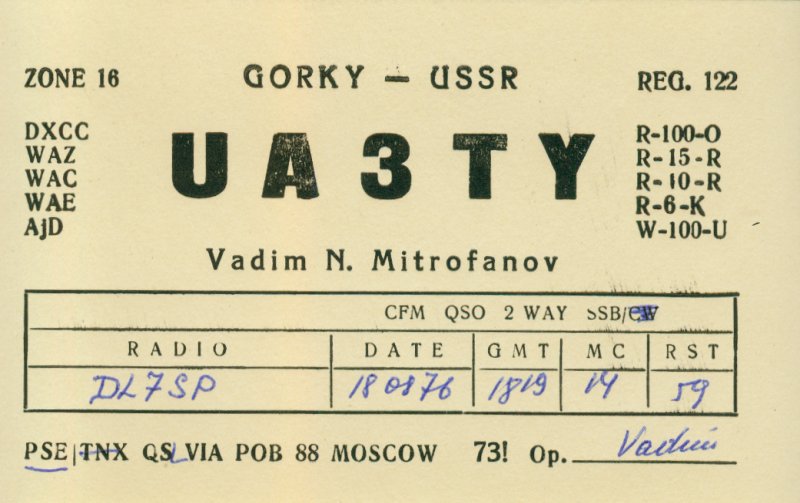 ZONE 16 GORKY — USSR REG. 122
DXCC UA3TY R-100-O
WAZ R-15-R
WAC R-10-R
WAE R-6-K
AjD W-100-U
Vadim N. Mitrofanov
CFM QSO 2 WAY SSB/CW
RADIO DATE GMT MC RST
DL7SP 18 08 76 1819 14 59
PSE|TNX QSL VIA POB 88 MOSCOW 73! Op. Vadim